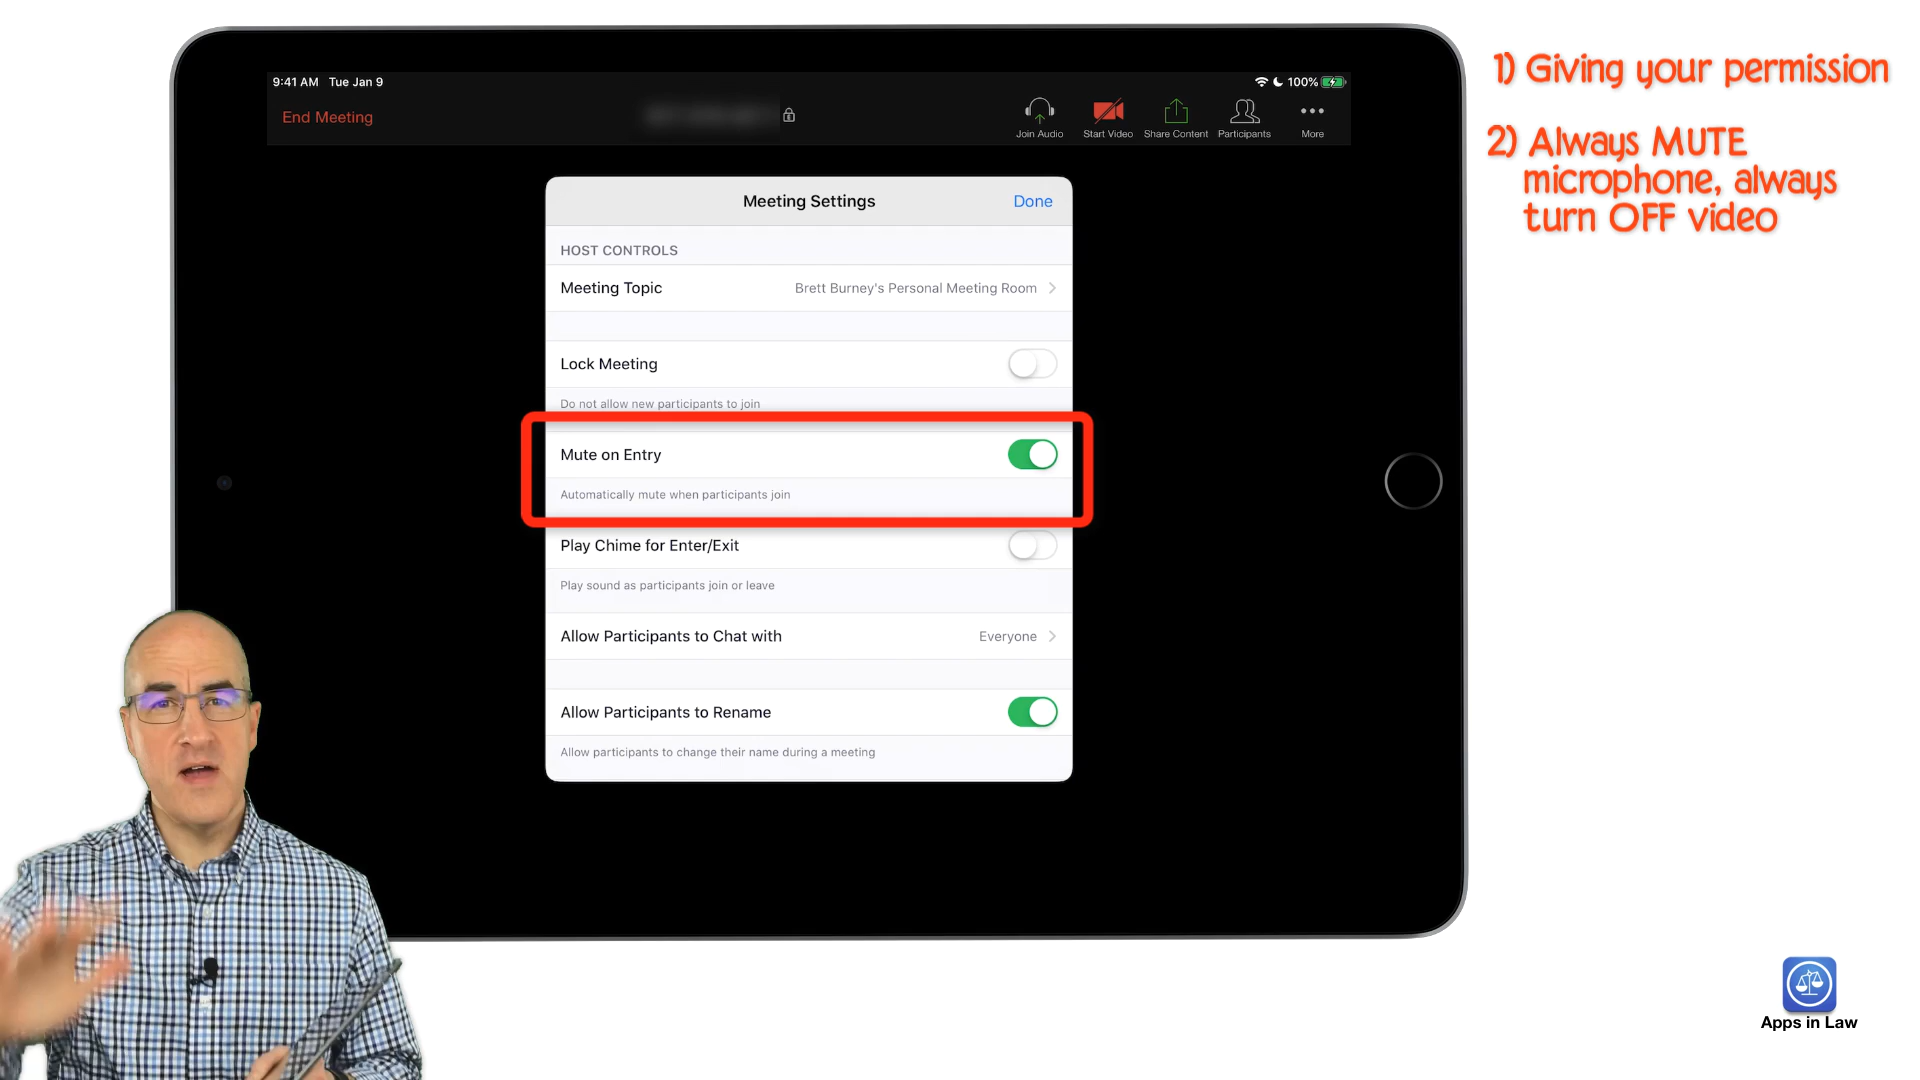 9:41 AM Tue Jan 9
100%
End Meeting
Join Audio
Start Video
Share Content
Participants
More
Meeting Settings
Done
HOST CONTROLS
Meeting Topic
Brett Burney's Personal Meeting Room
Lock Meeting
Do not allow new participants to join
Mute on Entry
Automatically mute when participants join
Play Chime for Enter/Exit
Play sound as participants join or leave
Allow Participants to Chat with
Everyone
Allow Participants to Rename
Allow participants to change their name during a meeting
1) Giving your permission
2) Always MUTE
microphone, always
turn OFF video
Apps in Law